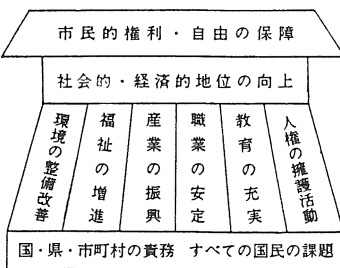 市民的権利・自由の保障
社会的・経済的地位の向上
環境の整備改善
福祉の増進
産業の振興
職業の安定
教育の充実
人権の擁護活動
国・県・市町村の責務 すべての国民の課題